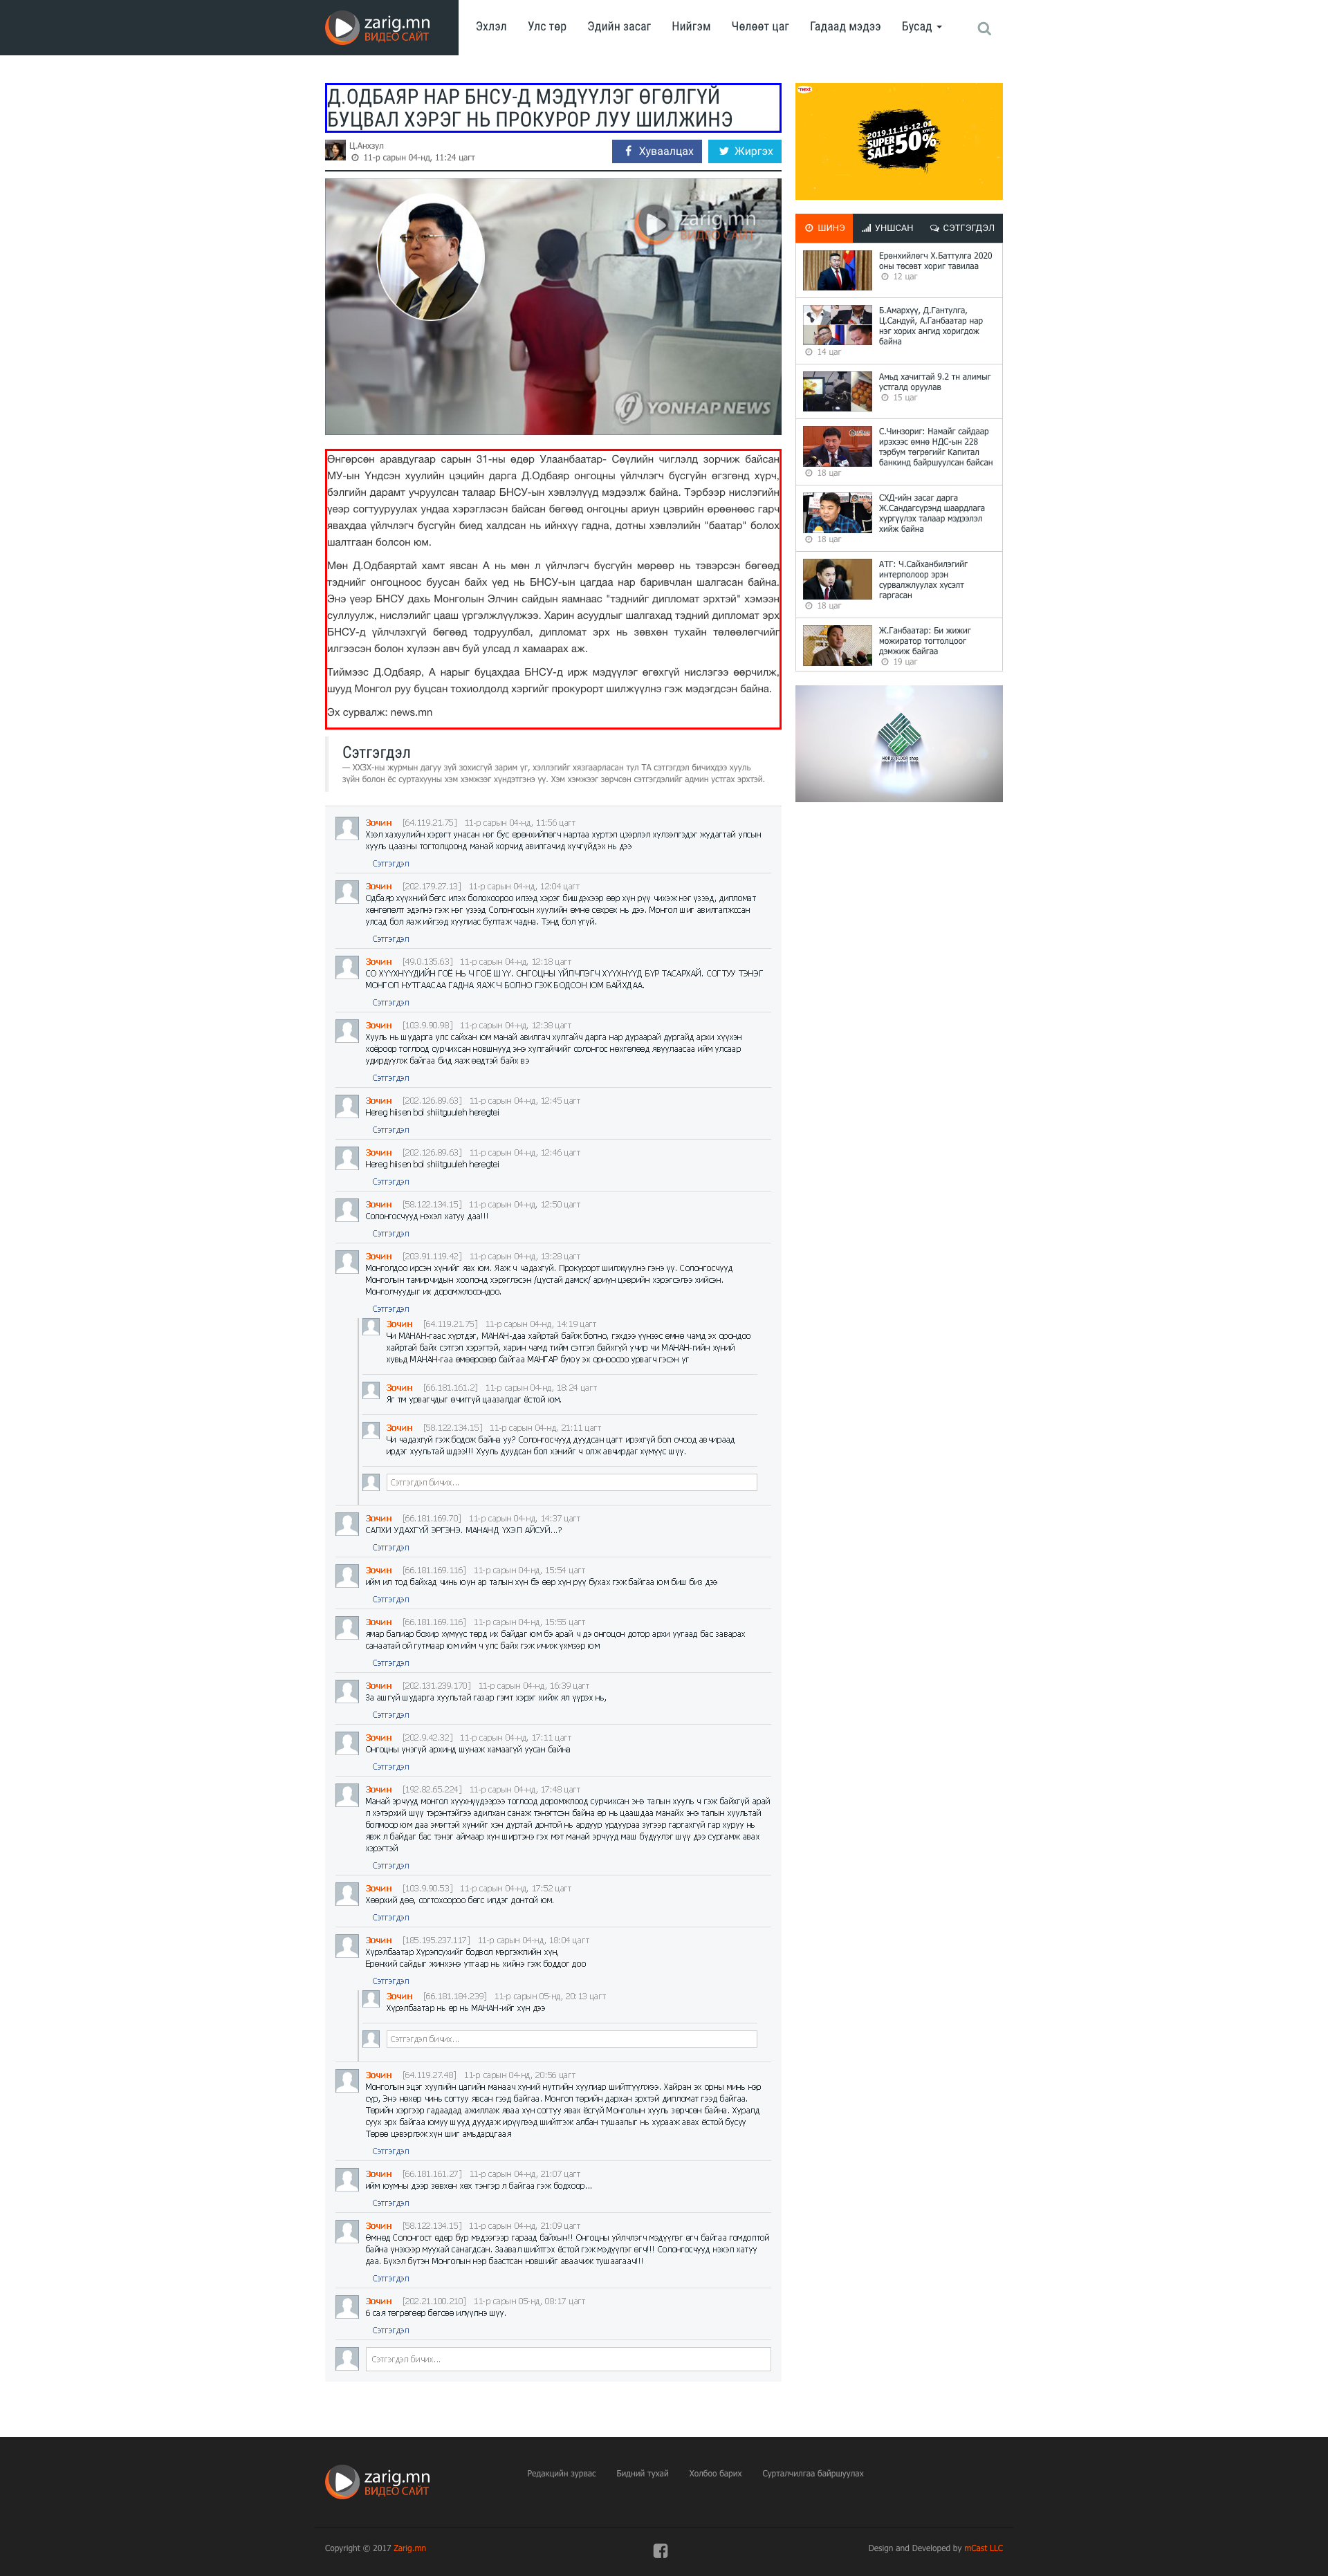 zarig.mn
ВИДЕО САЙТ
Эхлэл Улс төр Эдийн засаг Нийгэм Чөлөөт цаг Гадаад мэдээ Бусад
Д.ОДБАЯР НАР БНСУ-Д МЭДҮҮЛЭГ ӨГӨЛГҮЙ
БУЦВАЛ ХЭРЭГ НЬ ПРОКУРОР ЛУУ ШИЛЖИНЭ
Ц.Анхзул
11-р сарын 04-нд, 11:24 цагт
Хуваалцах Жиргэх
zarig.mn
ВИДЕО САЙТ
YONHAP NEWS
Өнгөрсөн аравдугаар сарын 31-ны өдөр Улаанбаатар- Сөүлийн чиглэлд зорчиж байсан
МУ-ын Үндсэн хуулийн цэцийн дарга Д.Одбаяр онгоцны үйлчлэгч бүсгүйн өгзгөнд хүрч,
бэлгийн дарамт учруулсан талаар БНСУ-ын хэвлэлүүд мэдээлж байна. Тэрбээр нислэгийн
үеэр согтууруулах ундаа хэрэглэсэн байсан бөгөөд онгоцны ариун цэврийн өрөөнөөс гарч
явахдаа үйлчлэгч бүсгүйн биед халдсан нь ийнхүү гадна, дотны хэвлэлийн "баатар" болох
шалтгаан болсон юм.
Мөн Д.Одбаяртай хамт явсан А нь мөн л үйлчлэгч бүсгүйн мөрөөр нь тэвэрсэн бөгөөд
тэднийг онгоцноос буусан байх үед нь БНСУ-ын цагдаа нар баривчлан шалгасан байна.
Энэ үеэр БНСУ дахь Монголын Элчин сайдын яамнаас "тэднийг дипломат эрхтэй" хэмээн
суллуулж, нислэлийг цааш үргэлжлүүлжээ. Харин асуудлыг шалгахад тэдний дипломат эрх
БНСУ-д үйлчлэхгүй бөгөөд тодруулбал, дипломат эрх нь зөвхөн тухайн төлөөлөгчийг
илгээсэн болон хүлээн авч буй улсад л хамаарах аж.
Тиймээс Д.Одбаяр, А нарыг буцахдаа БНСУ-д ирж мэдүүлэг өгөхгүй нислэгээ өөрчилж,
шууд Монгол руу буцсан тохиолдолд хэргийг прокурорт шилжүүлнэ гэж мэдэгдсэн байна.
Эх сурвалж: news.mn
Сэтгэгдэл
— ХХЗХ-ны журмын дагуу зүй зохисгүй зарим үг, хэллэгийг хязгаарласан тул ТА сэтгэгдэл бичихдээ хууль
зүйн болон ёс суртахууны хэм хэмжээг хүндэтгэнэ үү. Хэм хэмжээг зөрчсөн сэтгэгдэлийг админ устгах эрхтэй.
Зочин [64.119.21.75] 11-р сарын 04-нд, 11:56 цагт
Хээл хахуулийн хэрэгт унасан нэг бус ерөнхийлөгч нартаа хүртэл цээрлэл хүлээлгэдэг жудагтай улсын
хууль цаазны тогтолцоонд манай хорчид авилгачид хүчгүйдэх нь дээ
Сэтгэгдэл
Зочин [202.179.27.13] 11-р сарын 04-нд, 12:04 цагт
Одбаяр хүүхний бөгс илэх болохоороо илээд хэрэг бишдэхээр өөр хүн рүү чихэж нэг үзээд, дипломат
хөнгөлөлт эдэлнэ гэж нэг үзээд Солонгосын хуулийн өмнө сөхрөх нь дээ. Монгол шиг авилгалжссан
улсад бол яаж ийгээд хуулиас бултаж чадна. Тэнд бол үгүй.
Сэтгэгдэл
Зочин [49.0.135.63] 11-р сарын 04-нд, 12:18 цагт
СО ХҮҮХНҮҮДИЙН ГОЁ НЬ Ч ГОЁ ШҮҮ. ОНГОЦНЫ ҮЙЛЧЛЭГЧ ХҮҮХНҮҮД БҮР ТАСАРХАЙ. СОГТУУ ТЭНЭГ
МОНГОЛ НУТГААСАА ГАДНА ЯАЖ Ч БОЛНО ГЭЖ БОДСОН ЮМ БАЙХДАА.
Сэтгэгдэл
Зочин [103.9.90.98] 11-р сарын 04-нд, 12:38 цагт
Хууль нь шударга улс сайхан юм манай авилгач хулгайч дарга нар дураарай дургайд архи хүүхэн
хоёроор тоглоод сурчихсан новшнууд энэ хулгайчийг солонгос нөхгөлөөд явуулаасаа ийм улсаар
удирдуулж байгаа бид яаж өөдтэй байх вэ
Сэтгэгдэл
Зочин [202.126.89.63] 11-р сарын 04-нд, 12:45 цагт
Hereg hiisen bol shiitguuleh heregtei
Сэтгэгдэл
Зочин [202.126.89.63] 11-р сарын 04-нд, 12:46 цагт
Hereg hiisen bol shiitguuleh heregtei
Сэтгэгдэл
Зочин [58.122.134.15] 11-р сарын 04-нд, 12:50 цагт
Солонгосчууд нэхэл хатуу даа!!!
Сэтгэгдэл
Зочин [203.91.119.42] 11-р сарын 04-нд, 13:28 цагт
Монголдоо ирсэн хүнийг яах юм. Яаж ч чадахгүй. Прокурорт шилжүүлнэ гэнэ үү. Солонгосчууд
Монголын тамирчидын хоолонд хэрэглэсэн /цустай дамск/ ариун цэврийн хэрэгсэлээ хийсэн.
Монголчуудыг их доромжлосондоо.
Сэтгэгдэл
Зочин [64.119.21.75] 11-р сарын 04-нд, 14:19 цагт
Чи МАНАН-гаас хүртдэг, МАНАН-даа хайртай байж болно, гэхдээ үүнээс өмнө чамд эх орондоо
хайртай байх сэтгэл хэрэгтэй, харин чамд тийм сэтгэл байхгүй учир чи МАНАН-гийн хүний
хувьд МАНАН-гаа өмөөрсөөр байгаа МАНГАР буюу эх орноосоо урвагч гэсэн үг
Зочин [66.181.161.2] 11-р сарын 04-нд, 18:24 цагт
Яг тм урвагчдыг өчиггүй цаазалдаг ёстой юм.
Зочин [58.122.134.15] 11-р сарын 04-нд, 21:11 цагт
Чи чадахгүй гэж бодож байна уу? Солонгосчууд дуудсан цагт ирэхгүй бол очоод авчираад
ирдэг хуультай шдээ!!! Хууль дуудсан бол хэнийг ч олж авчирдаг хүмүүс шүү.
Сэтгэгдэл бичих...
Зочин [66.181.169.70] 11-р сарын 04-нд, 14:37 цагт
САЛХИ УДАХГҮЙ ЭРГЭНЭ. МАНАНД ҮХЭЛ АЙСУЙ...?
Сэтгэгдэл
Зочин [66.181.169.116] 11-р сарын 04-нд, 15:54 цагт
ийм ил тод байхад чинь юун ар талын хүн бэ өөр хүн рүү бухах гэж байгаа юм биш биз дээ
Сэтгэгдэл
Зочин [66.181.169.116] 11-р сарын 04-нд, 15:55 цагт
ямар балиар бохир хүмүүс төрд их байдаг юм бэ арай ч дэ онгоцон дотор архи уугаад бас заварах
санаатай ой гутмаар юм ийм ч улс байх гэж ичиж үхмээр юм
Сэтгэгдэл
Зочин [202.131.239.170] 11-р сарын 04-нд, 16:39 цагт
За ашгүй шударга хуультай газар гэмт хэрэг хийж ял үүрэх нь,
Сэтгэгдэл
Зочин [202.9.42.32] 11-р сарын 04-нд, 17:11 цагт
Онгоцны үнэгүй архинд шунаж хамаагүй уусан байна
Сэтгэгдэл
Зочин [192.82.65.224] 11-р сарын 04-нд, 17:48 цагт
Манай эрчүүд монгол хүүхнүүдээрээ тоглоод доромжлоод сурчихсан энэ талын хууль ч гэж байхгүй арай
л хэтэрхий шүү тэрэнтэйгээ адилхан санаж тэнэгтсэн байна өр нь цаашдаа манайх энэ талын хуультай
болмоор юм даа эмэгтэй хүнийг хэн дуртай донтой нь ардуур урдуураа зүгээр гаргахгүй гар хуруу нь
явж л байдаг бас тэнэг аймаар хүн ширтэнэ гэх мэт манай эрчүүд маш бүдүүлэг шүү дээ сургамж авах
хэрэгтэй
Сэтгэгдэл
Зочин [103.9.90.53] 11-р сарын 04-нд, 17:52 цагт
Хөөрхий дөө, согтохоороо бөгс илдэг донтой юм.
Сэтгэгдэл
Зочин [185.195.237.117] 11-р сарын 04-нд, 18:04 цагт
Хүрэлбаатар Хүрэлсүхийг бодвол мэргэжлийн хүн,
Ерөнхий сайдыг жинхэнэ утгаар нь хийнэ гэж боддог доо
Сэтгэгдэл
Зочин [66.181.184.239] 11-р сарын 05-нд, 20:13 цагт
Хүрэлбаатар нь өр нь МАНАН-ийг хүн дээ
Сэтгэгдэл бичих...
Зочин [64.119.27.48] 11-р сарын 04-нд, 20:56 цагт
Монголын эцэг хуулийн цагийн манаач хүний нутгийн хуулиар шийтгүүлжээ. Хайран эх орны минь нэр
сүр, Энэ нөхөр чинь согтуу явсан гээд байгаа. Монгол төрийн дархан эрхтэй дипломат гээд байгаа.
Төрийн хэргээр гадаадад ажиллаж яваа хүн согтуу явах ёсгүй Монголын хууль зөрчсөн байна. Хуралд
суух эрх байгаа юмуу шууд дуудаж ирүүлээд шийтгэж албан тушаалыг нь хурааж авах ёстой бусуу
Төрөө цэвэрлэж хүн шиг амьдарцгаая
Сэтгэгдэл
Зочин [66.181.161.27] 11-р сарын 04-нд, 21:07 цагт
ийм юумны дээр зөвхөн хөх тэнгэр л байгаа гэж бодхоор...
Сэтгэгдэл
Зочин [58.122.134.15] 11-р сарын 04-нд, 21:09 цагт
Өмнөд Солонгост өдөр бүр мэдээгээр гараад байхын!! Онгоцны үйлчлэгч мэдүүлэг өгч байгаа гомдолтой
байна үнэхээр муухай санагдсан. Заавал шийтгэх ёстой гэж мэдүүлэг өгч!!! Солонгосчууд нэхэл хатуу
даа. Бүхэл бүтэн Монголын нэр баастсан новшийг аваачиж тушаагаач!!!
Сэтгэгдэл
Зочин [202.21.100.210] 11-р сарын 05-нд, 08:17 цагт
6 сая төгрөгөөр бөгсөө илүүлнэ шүү.
Сэтгэгдэл
Сэтгэгдэл бичих...
2019.11.15-12.01
SUPER SALE 50%
ШИНЭ УНШСАН СЭТГЭГДЭЛ
Ерөнхийлөгч Х.Баттулга 2020
оны төсөвт хориг тавилаа
12 цаг
Б.Амархүү, Д.Гантулга,
Ц.Сандуй, А.Ганбаатар нар
нэг хорих ангид хоригдож
байна
14 цаг
Амьд хачигтай 9.2 тн алимыг
устгалд оруулав
15 цаг
С.Чинзориг: Намайг сайдаар
ирэхээс өмнө НДС-ын 228
тэрбум төгрөгийг Капитал
банкинд байршуулсан байсан
18 цаг
СХД-ийн засаг дарга
Ж.Сандагсүрэнд шаардлага
хүргүүлэх талаар мэдээлэл
хийж байна
18 цаг
АТГ: Ч.Сайханбилэгийг
интерполоор эрэн
сурвалжлуулах хүсэлт
гаргасан
18 цаг
Ж.Ганбаатар: Би жижиг
можиратор тогтолцоог
дэмжиж байгаа
19 цаг
zarig.mn
ВИДЕО САЙТ
Редакцийн зурвас Бидний тухай Холбоо барих Сурталчилгаа байршуулах
Copyright © 2017 Zarig.mn
Design and Developed by mCast LLC